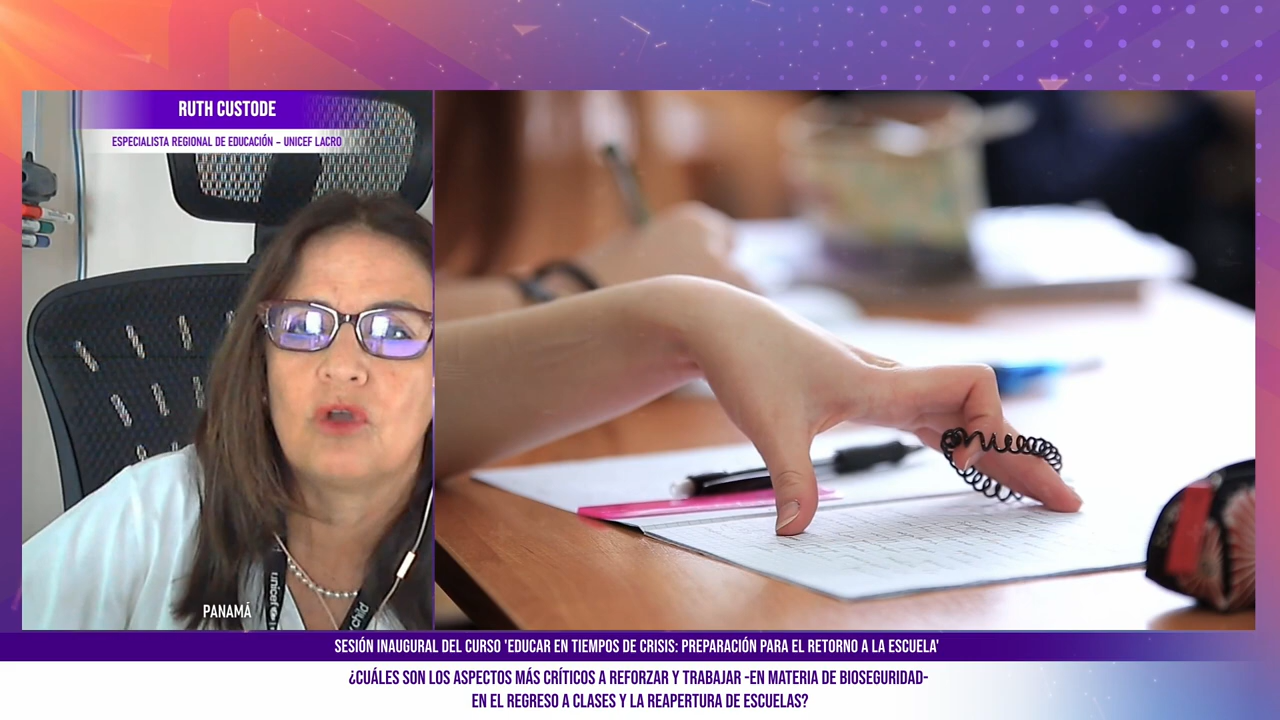 RUTH CUSTODE
ESPECIALISTA REGIONAL DE EDUCACIÓN – UNICEF LACRO
unicef
child
PANAMÁ
SESIÓN INAUGURAL DEL CURSO 'EDUCAR EN TIEMPOS DE CRISIS: PREPARACIÓN PARA EL RETORNO A LA ESCUELA'
¿CUÁLES SON LOS ASPECTOS MÁS CRÍTICOS A REFORZAR Y TRABAJAR -EN MATERIA DE BIOSEGURIDAD-
EN EL REGRESO A CLASES Y LA REAPERTURA DE ESCUELAS?